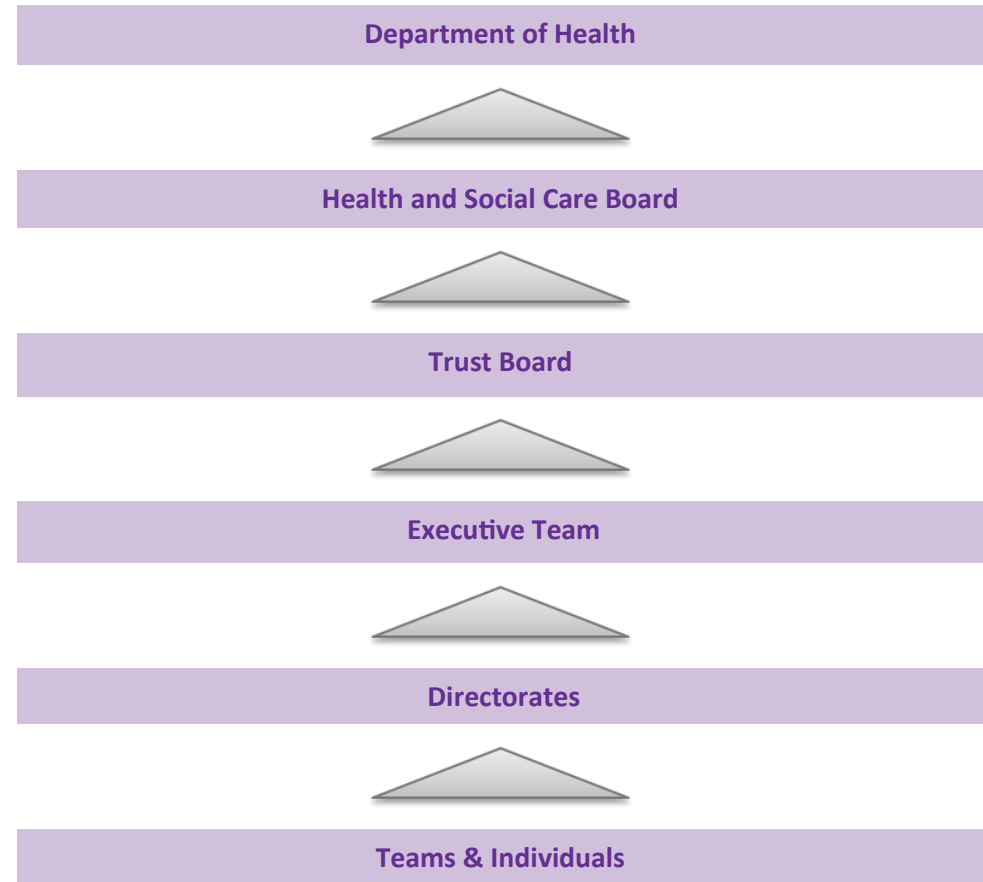 Department of Health
Health and Social Care Board
Trust Board
Executive Team
Directorates
Teams & Individuals